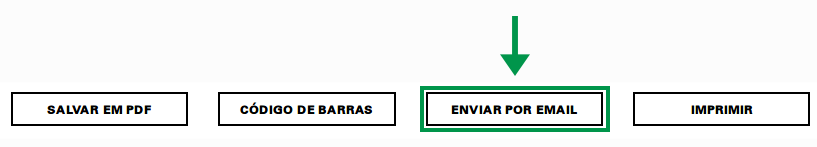 SALVAR EM PDF
CÓDIGO DE BARRAS
ENVIAR POR EMAIL
IMPRIMIR